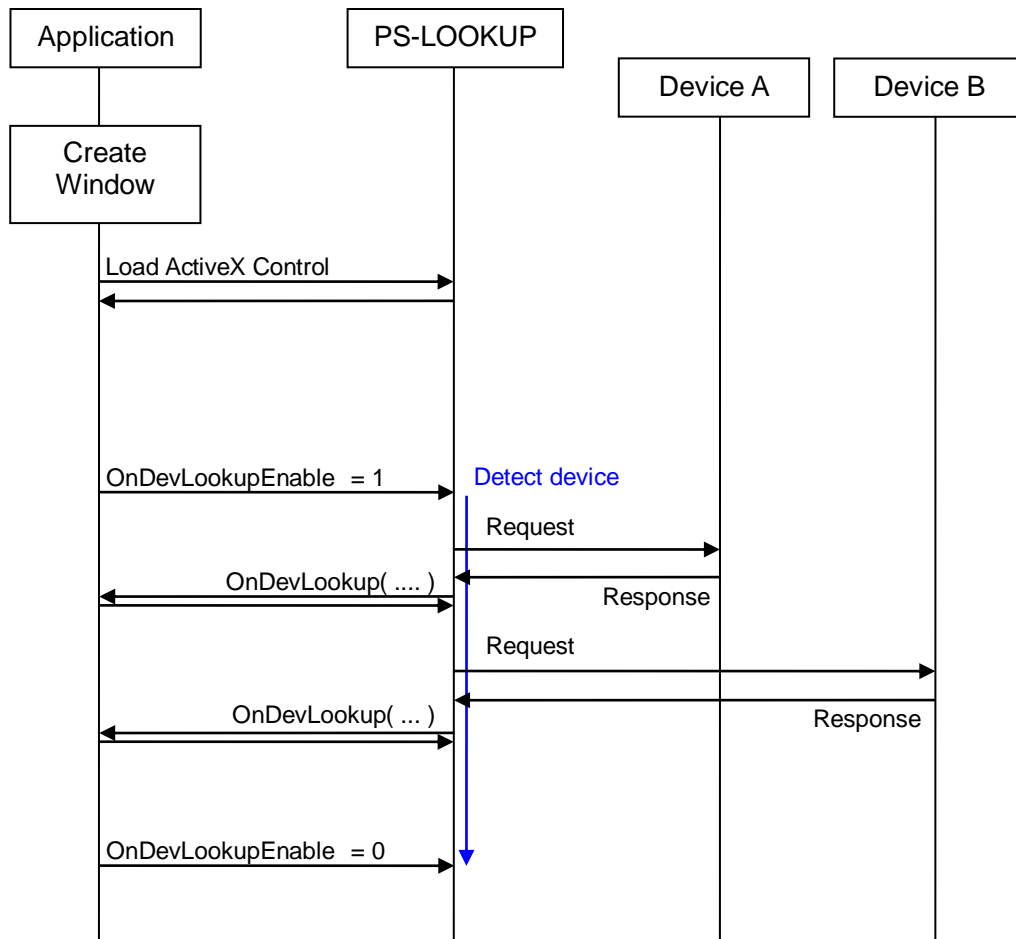 Application
PS-LOOKUP
Device A
Device B
Create
Window
Load ActiveX Control
OnDevLookupEnable = 1
Detect device
Request
OnDevLookup( .... )
Response
Request
OnDevLookup( ... )
Response
OnDevLookupEnable = 0